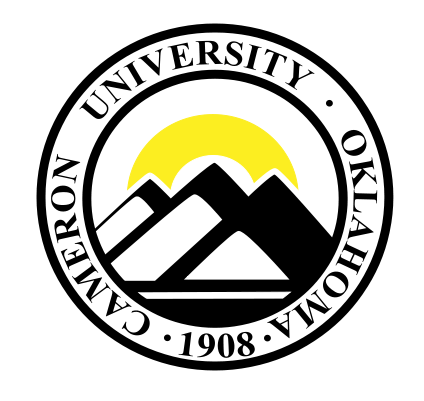 CAMERON UNIVERSITY · OKLAHOMA
· 1908 ·